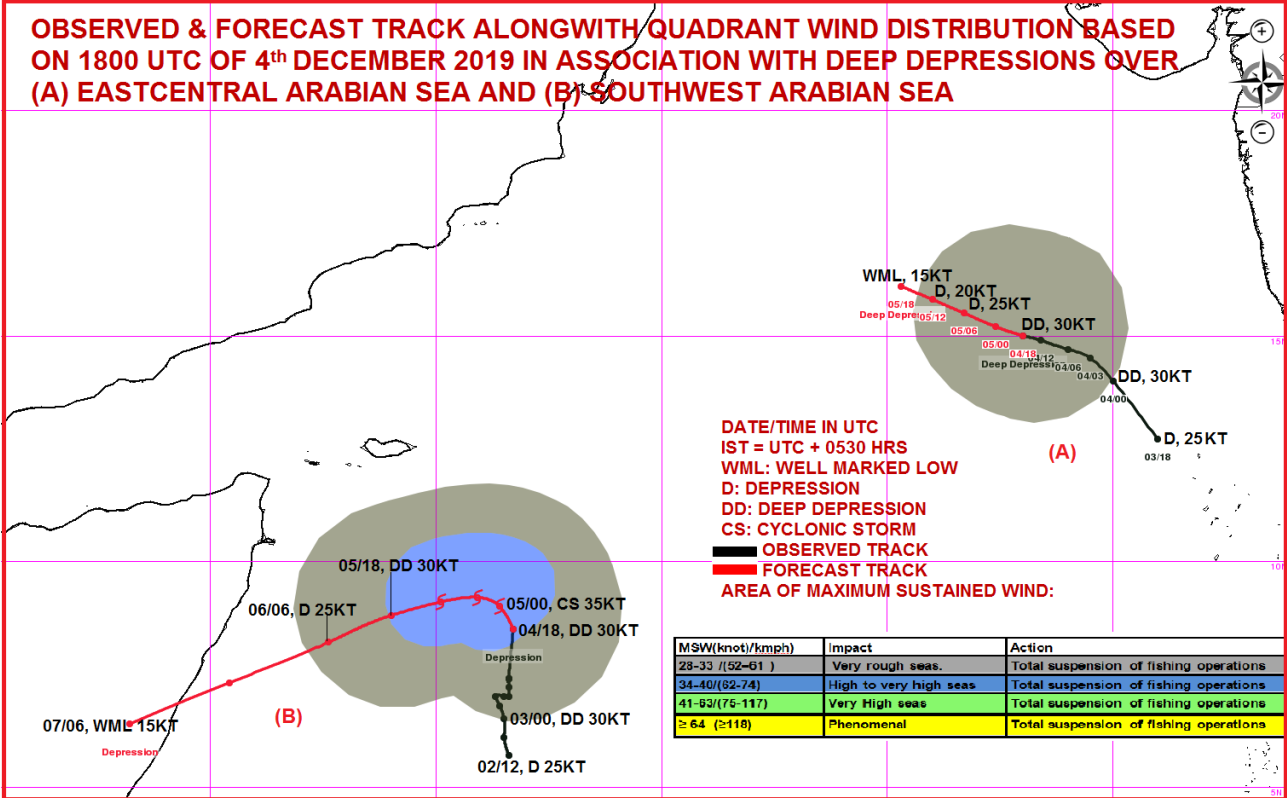 OBSERVED & FORECAST TRACK ALONGWITH QUADRANT WIND DISTRIBUTION BASED
ON 1800 UTC OF 4th DECEMBER 2019 IN ASSOCIATION WITH DEEP DEPRESSIONS OVER
(A) EASTCENTRAL ARABIAN SEA AND (B) SOUTHWEST ARABIAN SEA
+
20N
-
WML, 15KT
D, 20KT
05/18
D, 25KT
Deep Depre
05/12
DD, 30KT
05/06
15N
05/00
04/18
04/12
Deep Depressi
04/06
04/03
DD, 30KT
04/00
D, 25KT
03/18
(A)
DATE/TIME IN UTC
IST = UTC + 0530 HRS
WML: WELL MARKED LOW
D: DEPRESSION
DD: DEEP DEPRESSION
CS: CYCLONIC STORM
OBSERVED TRACK
FORECAST TRACK
AREA OF MAXIMUM SUSTAINED WIND:
10N
05/18, DD 30KT
06/06, D 25KT
05/00, CS 35KT
04/18, DD 30KT
Depression
03/00, DD 30KT
02/12, D 25KT
(B)
07/06, WML 15KT
Depression
MSW(knot)/kmph) Impact Action
28-33 /(52–61 ) Very rough seas. Total suspension of fishing operations
34-40/(62-74) High to very high seas Total suspension of fishing operations
41-63/(75-117) Very High seas Total suspension of fishing operations
≥ 64 (≥118) Phenomenal Total suspension of fishing operations
5N